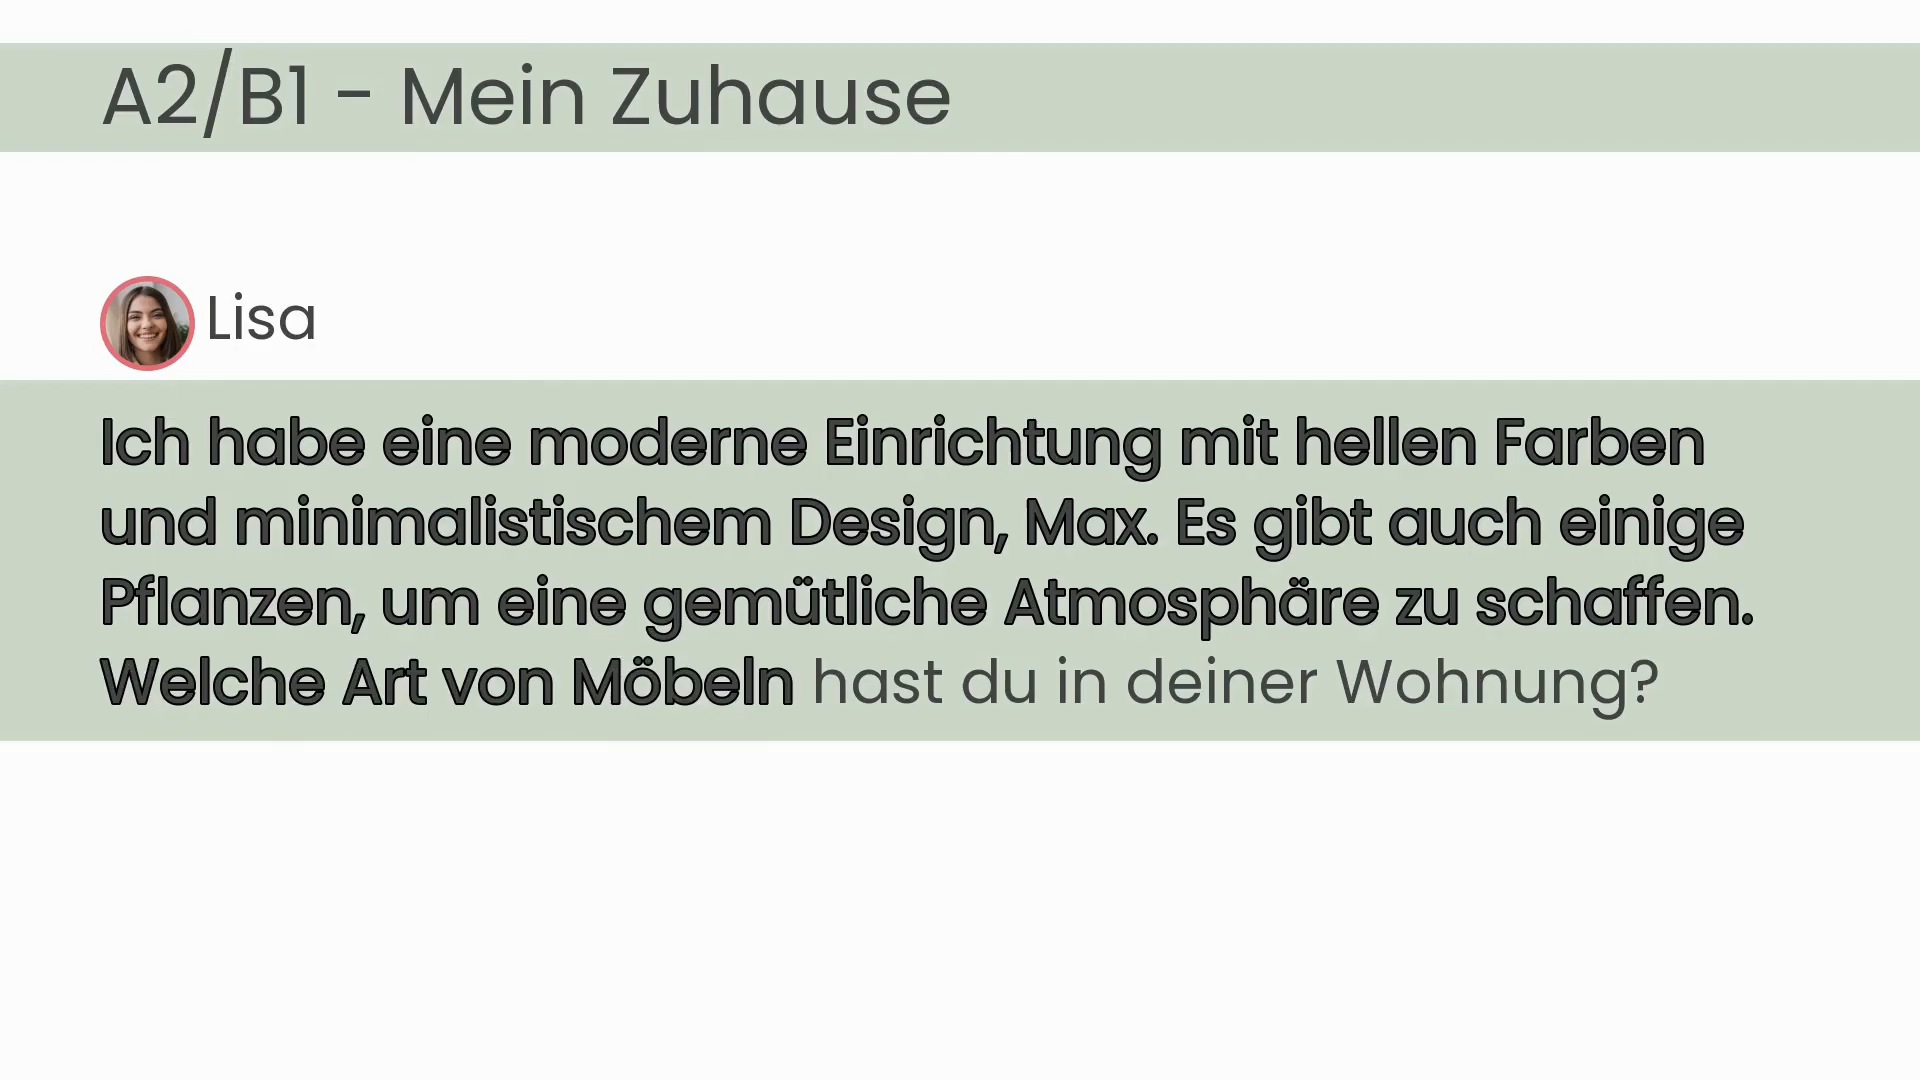 A2/B1 - Mein Zuhause
Lisa
Ich habe eine moderne Einrichtung mit hellen Farben
und minimalistischem Design, Max. Es gibt auch einige
Pflanzen, um eine gemütliche Atmosphäre zu schaffen.
Welche Art von Möbeln hast du in deiner Wohnung?